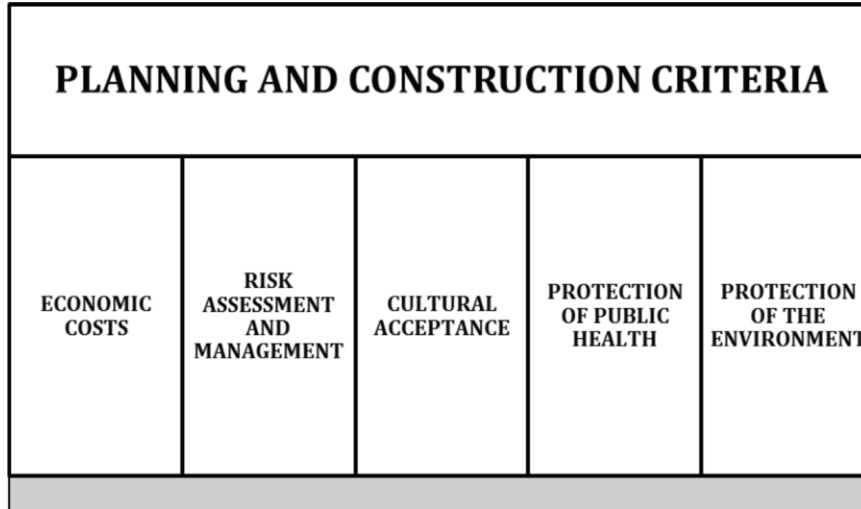 PLANNING AND CONSTRUCTION CRITERIA
ECONOMIC
COSTS
RISK
ASSESSMENT
AND
MANAGEMENT
CULTURAL
ACCEPTANCE
PROTECTION
OF PUBLIC
HEALTH
PROTECTION
OF THE
ENVIRONMENT